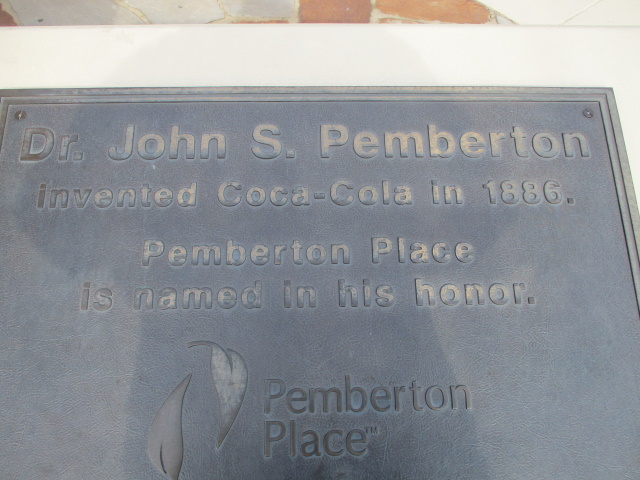 Dr. John S. Pemberton
invented Coca-Cola in 1886.
Pemberton Place
is named in his honor.
Pemberton
Place™